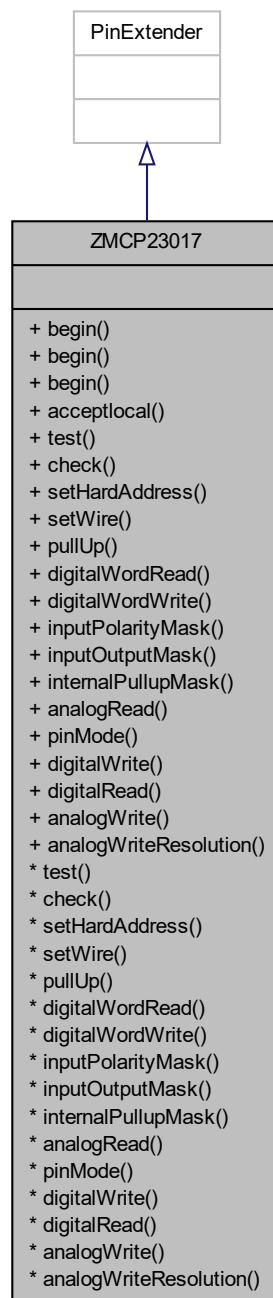 PinExtender
ZMCP23017
+ begin()
+ begin()
+ begin()
+ acceptlocal()
+ test()
+ check()
+ setHardAddress()
+ setWire()
+ pullUp()
+ digitalWordRead()
+ digitalWordWrite()
+ inputPolarityMask()
+ inputOutputMask()
+ internalPullupMask()
+ analogRead()
+ pinMode()
+ digitalWrite()
+ digitalRead()
+ analogWrite()
+ analogWriteResolution()
* test()
* check()
* setHardAddress()
* setWire()
* pullUp()
* digitalWordRead()
* digitalWordWrite()
* inputPolarityMask()
* inputOutputMask()
* internalPullupMask()
* analogRead()
* pinMode()
* digitalWrite()
* digitalRead()
* analogWrite()
* analogWriteResolution()